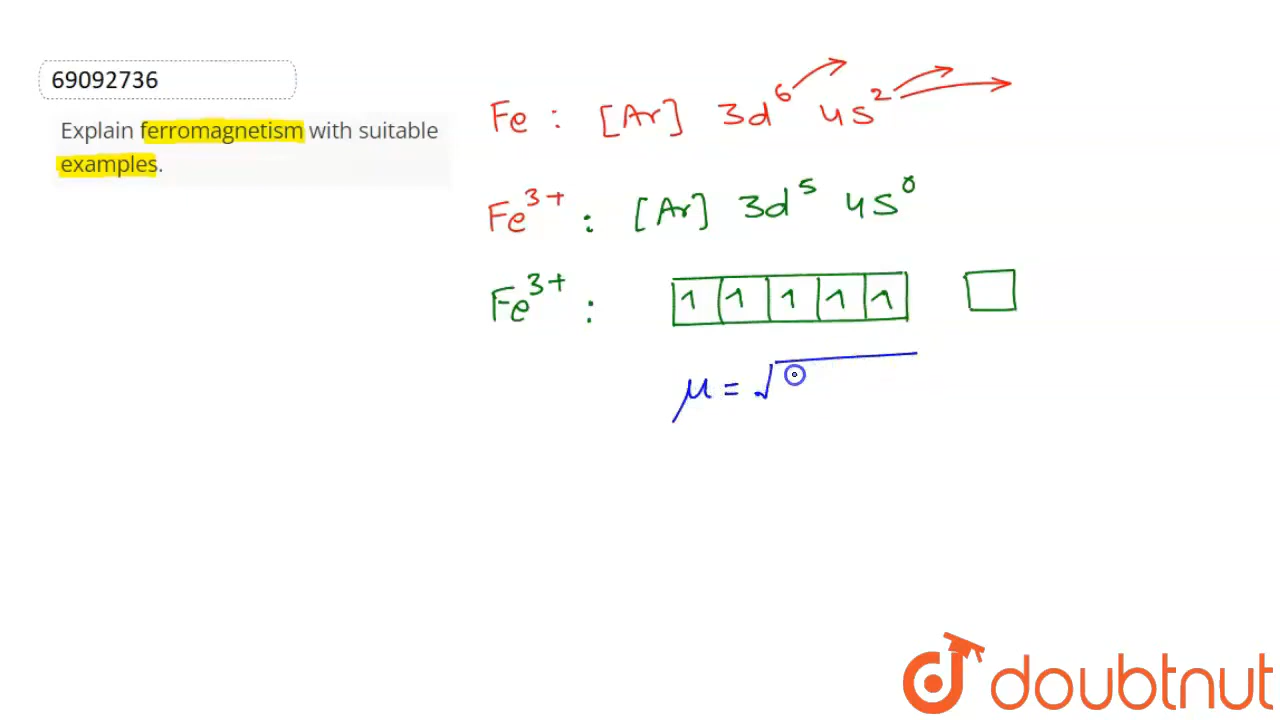 69092736
Explain ferromagnetism with suitable
examples.
Fe : [Ar] 3d⁶ 4s²
Fe³⁺ : [Ar] 3d⁵ 4s⁰
Fe³⁺ : 1 1 1 1 1
μ = √
doubtnut